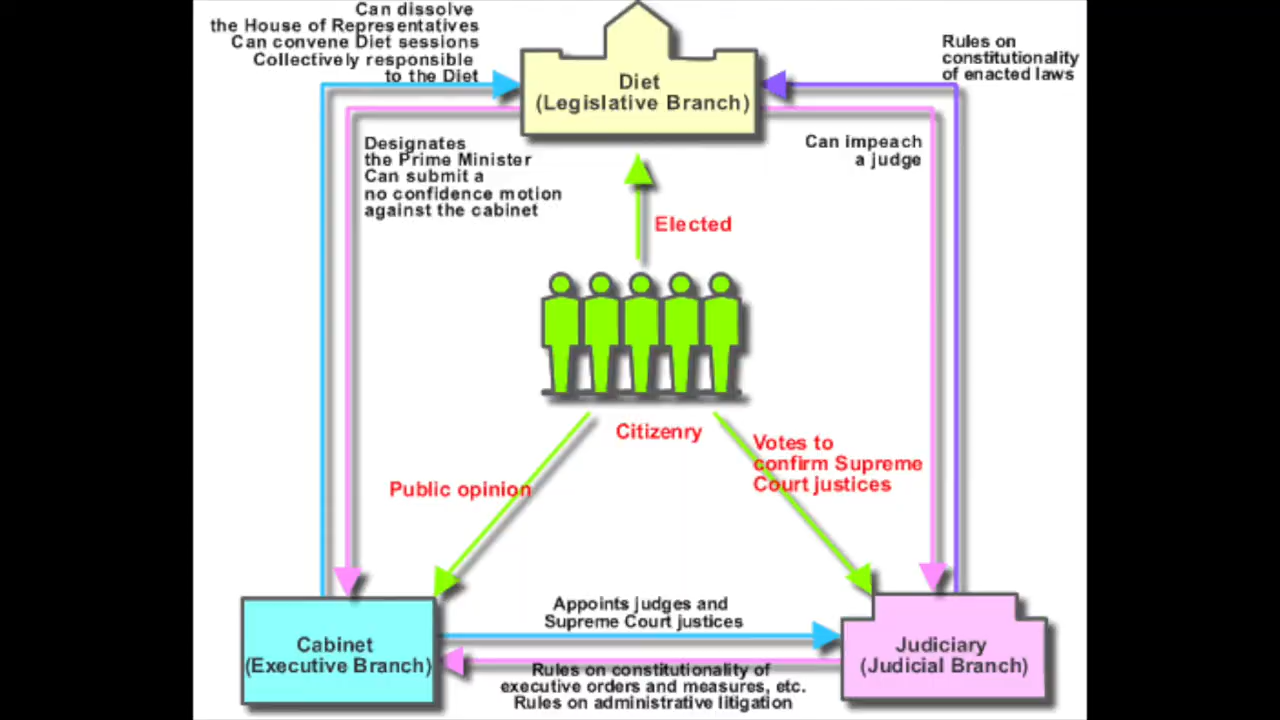 Can dissolve
the House of Representatives
Can convene Diet sessions
Collectively responsible
to the Diet
Diet
(Legislative Branch)
Rules on
constitutionality
of enacted laws
Designates
the Prime Minister
Can submit a
no confidence motion
against the cabinet
Can impeach
a judge
Elected
Citizenry
Public opinion
Votes to
confirm Supreme
Court justices
Cabinet
(Executive Branch)
Appoints judges and
Supreme Court justices
Judiciary
(Judicial Branch)
Rules on constitutionality of
executive orders and measures, etc.
Rules on administrative litigation